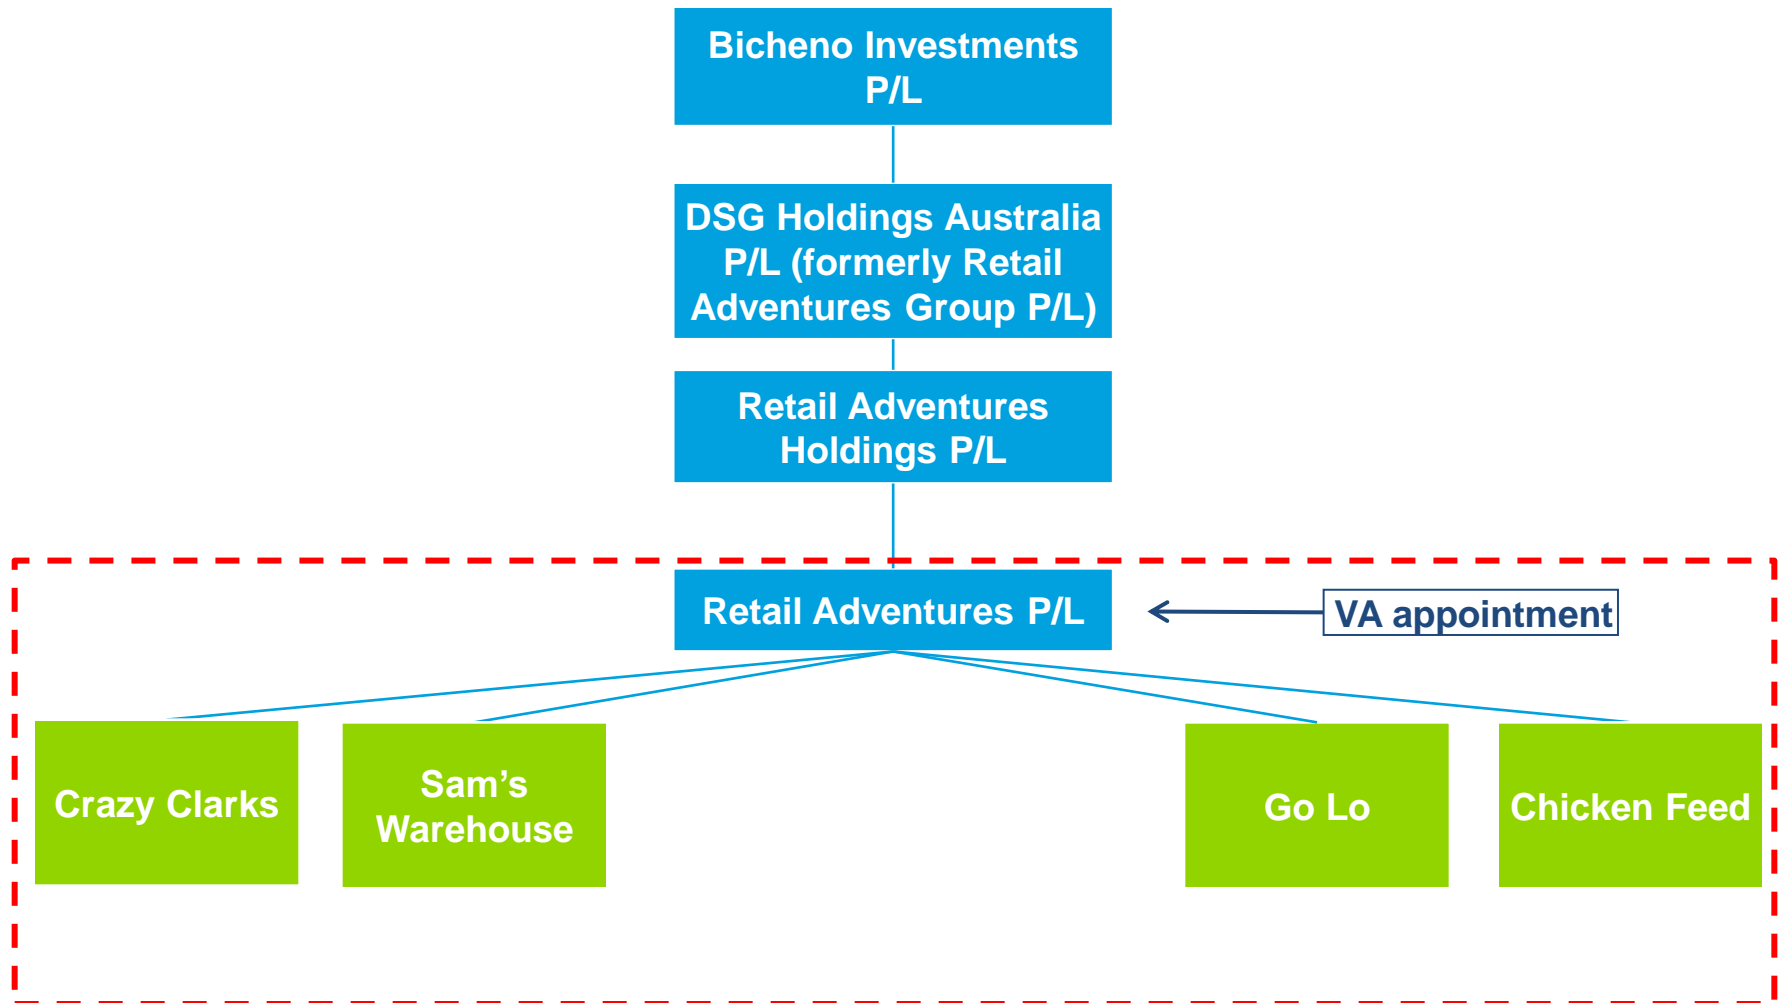 Bicheno Investments
P/L
DSG Holdings Australia
P/L (formerly Retail
Adventures Group P/L)
Retail Adventures
Holdings P/L
Retail Adventures P/L
VA appointment
Crazy Clarks
Sam’s
Warehouse
Go Lo
Chicken Feed